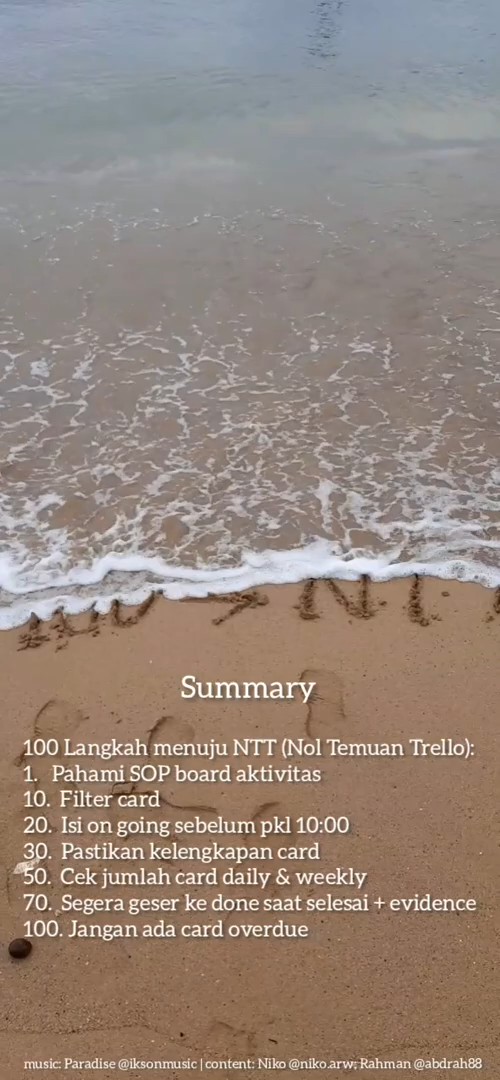 Summary
100 Langkah menuju NTT (Nol Temuan Trello):
1. Pahami SOP board aktivitas
10. Filter card
20. Isi on going sebelum pkl 10:00
30. Pastikan kelengkapan card
50. Cek jumlah card daily & weekly
70. Segera geser ke done saat selesai + evidence
100. Jangan ada card overdue
music: Paradise @iksonmusic | content: Niko @niko.arw; Rahman @abdrah88